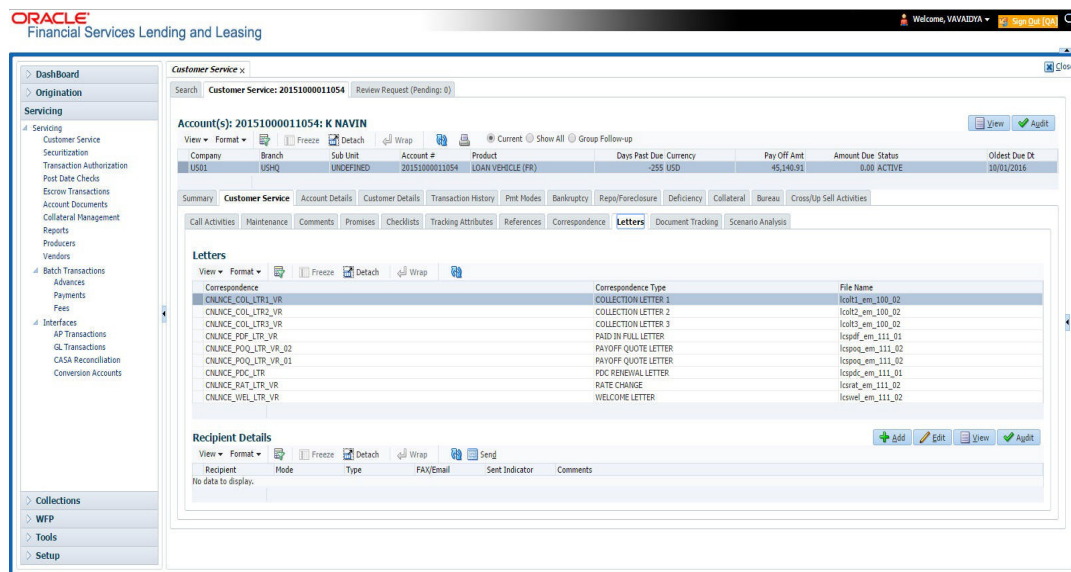 ORACLE
Financial Services Lending and Leasing
Welcome, VAVAIDYA
Sign Out [QA]
Close
DashBoard
Origination
Servicing
Servicing
Customer Service
Securitization
Transaction Authorization
Post Date Checks
Escrow Transactions
Account Documents
Collateral Management
Reports
Producers
Vendors
Batch Transactions
Advances
Payments
Fees
Interfaces
AP Transactions
GL Transactions
CASA Reconciliation
Conversion Accounts
Collections
WFP
Tools
Setup
Customer Service x
Search Customer Service: 20151000011054 Review Request (Pending: 0)
Account(s): 20151000011054: K NAVIN
View Audit
View Format Freeze Detach Wrap Current Show All Group Follow-up
Company Branch Sub Unit Account # Product Days Past Due Currency Pay Off Amt Amount Due Status Oldest Due Dt
US01 USHQ UNDEFINED 20151000011054 LOAN VEHICLE (FR) -255 USD 45,140.91 0.00 ACTIVE 10/01/2016
Summary Customer Service Account Details Customer Details Transaction History Pmt Modes Bankruptcy Repo/Foreclosure Deficiency Collateral Bureau Cross/Up Sell Activities
Call Activities Maintenance Comments Promises Checklists Tracking Attributes References Correspondence Letters Document Tracking Scenario Analysis
Letters
View Format Freeze Detach Wrap
Correspondence Correspondence Type File Name
CNLNCE_COL_LTR1_VR COLLECTION LETTER 1 lcolt1_em_100_02
CNLNCE_COL_LTR2_VR COLLECTION LETTER 2 lcolt2_em_100_02
CNLNCE_COL_LTR3_VR COLLECTION LETTER 3 lcolt3_em_100_02
CNLNCE_PDF_LTR_VR PAID IN FULL LETTER lcspdf_em_111_01
CNLNCE_POQ_LTR_VR_02 PAYOFF QUOTE LETTER lcspoq_em_111_02
CNLNCE_POQ_LTR_VR_01 PAYOFF QUOTE LETTER lcspoq_em_111_02
CNLNCE_PDC_LTR PDC RENEWAL LETTER lcspdc_em_111_01
CNLNCE_RAT_LTR_VR RATE CHANGE lcsrat_em_111_02
CNLNCE_WEL_LTR_VR WELCOME LETTER lcswel_em_111_02
Recipient Details
Add Edit View Audit
View Format Freeze Detach Wrap Send
Recipient Mode Type FAX/Email Sent Indicator Comments
No data to display.